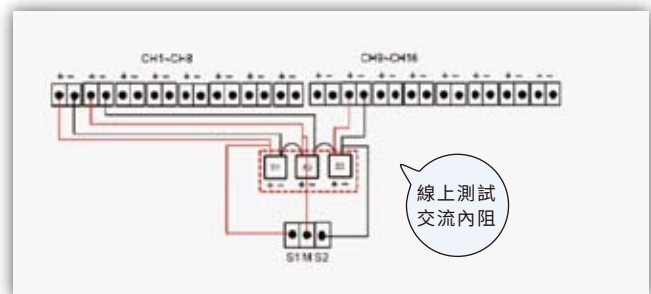 CH1~CH8
CH9~CH16
+ - + - + - + - + - + - + - + -
+ - + - + - + - + - + - + - + -
+ - + - + -
S1 M S2
線上測試
交流內阻